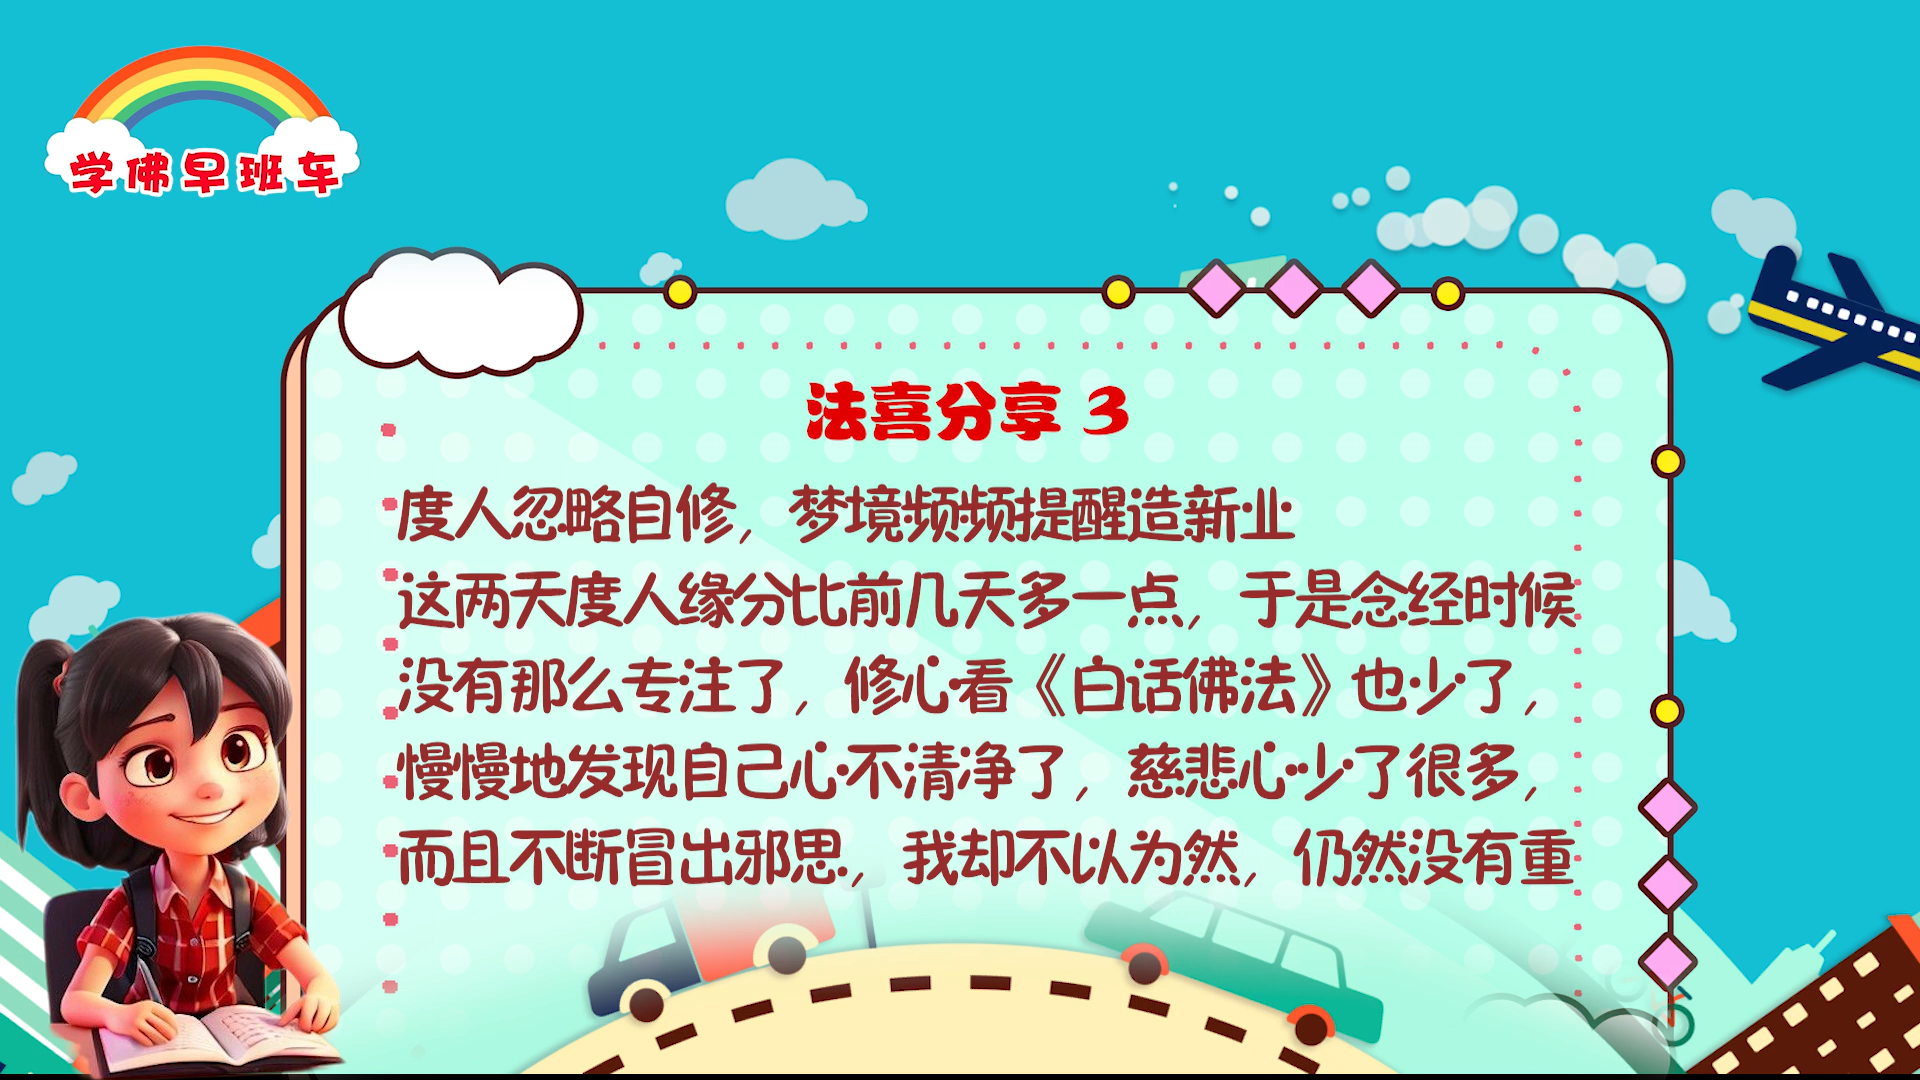 学佛早班车
法喜分享 3
度人忽略自修，梦境频频提醒造新业
这两天度人缘分比前几天多一点，于是念经时候
没有那么专注了，修心看《白话佛法》也少了，
慢慢地发现自己心不清净了，慈悲心少了很多，
而且不断冒出邪思，我却不以为然，仍然没有重